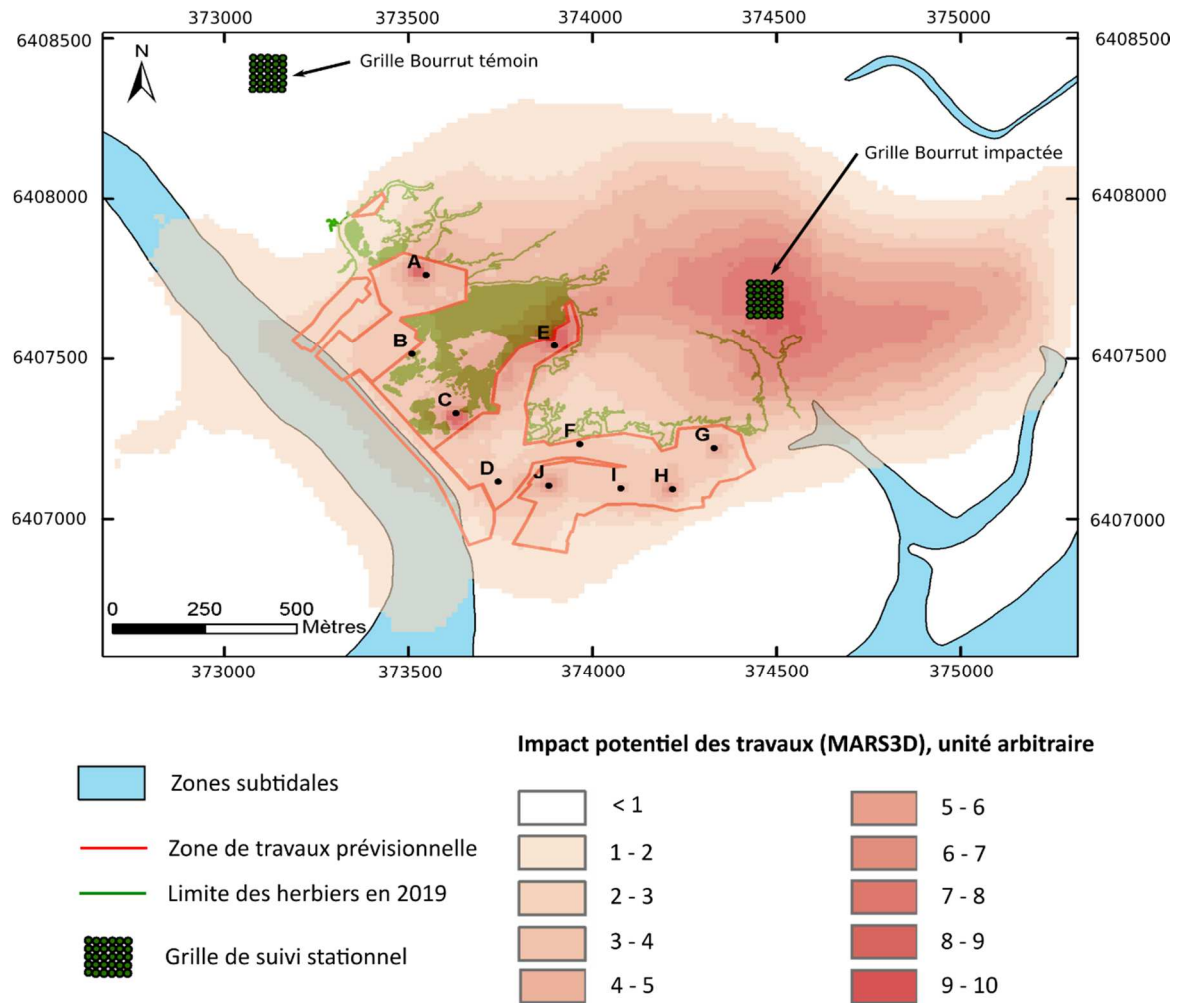 373000 373500 374000 374500 375000
6408500 6408500
N
Grille Bourrut témoin
Grille Bourrut impactée
6408000 6408000
A
B
E
6407500 6407500
C
F
G
D
J
I
H
6407000 6407000
0 250 500
Mètres
373000 373500 374000 374500 375000
Impact potentiel des travaux (MARS3D), unité arbitraire
Zones subtidales
Zone de travaux prévisionnelle
Limite des herbiers en 2019
Grille de suivi stationnel
< 1
1 - 2
2 - 3
3 - 4
4 - 5
5 - 6
6 - 7
7 - 8
8 - 9
9 - 10